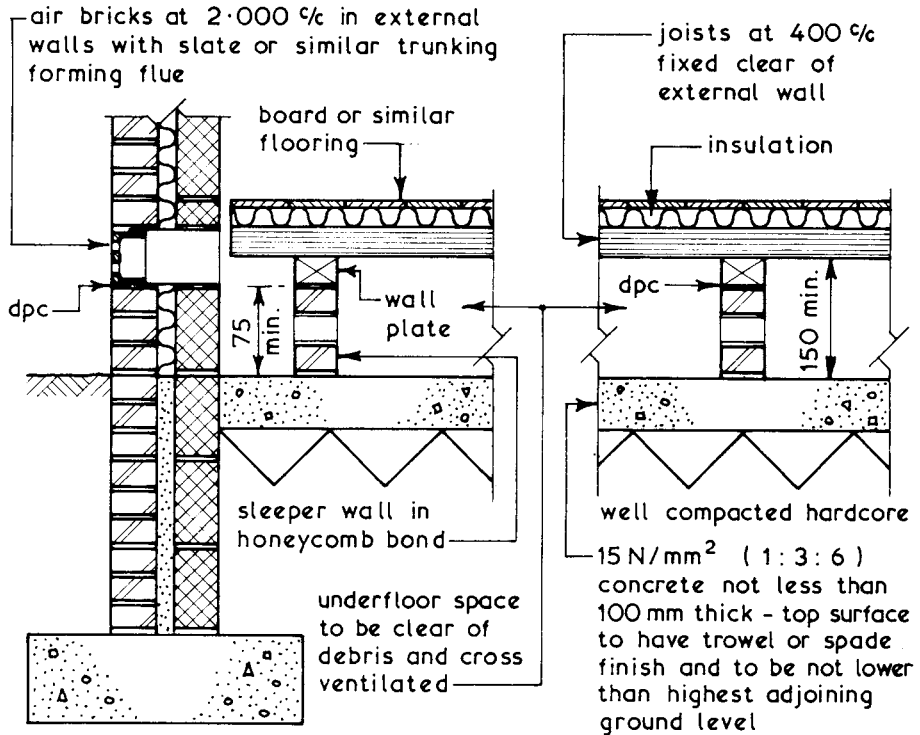 air bricks at 2·000 c/c in external
walls with slate or similar trunking
forming flue
joists at 400 c/c
fixed clear of
external wall
board or similar
flooring
insulation
dpc
75
min.
wall
plate
dpc
150 min.
sleeper wall in
honeycomb bond
well compacted hardcore
underfloor space
to be clear of
debris and cross
ventilated
15 N/mm² (1:3:6)
concrete not less than
100 mm thick - top surface
to have trowel or spade
finish and to be not lower
than highest adjoining
ground level